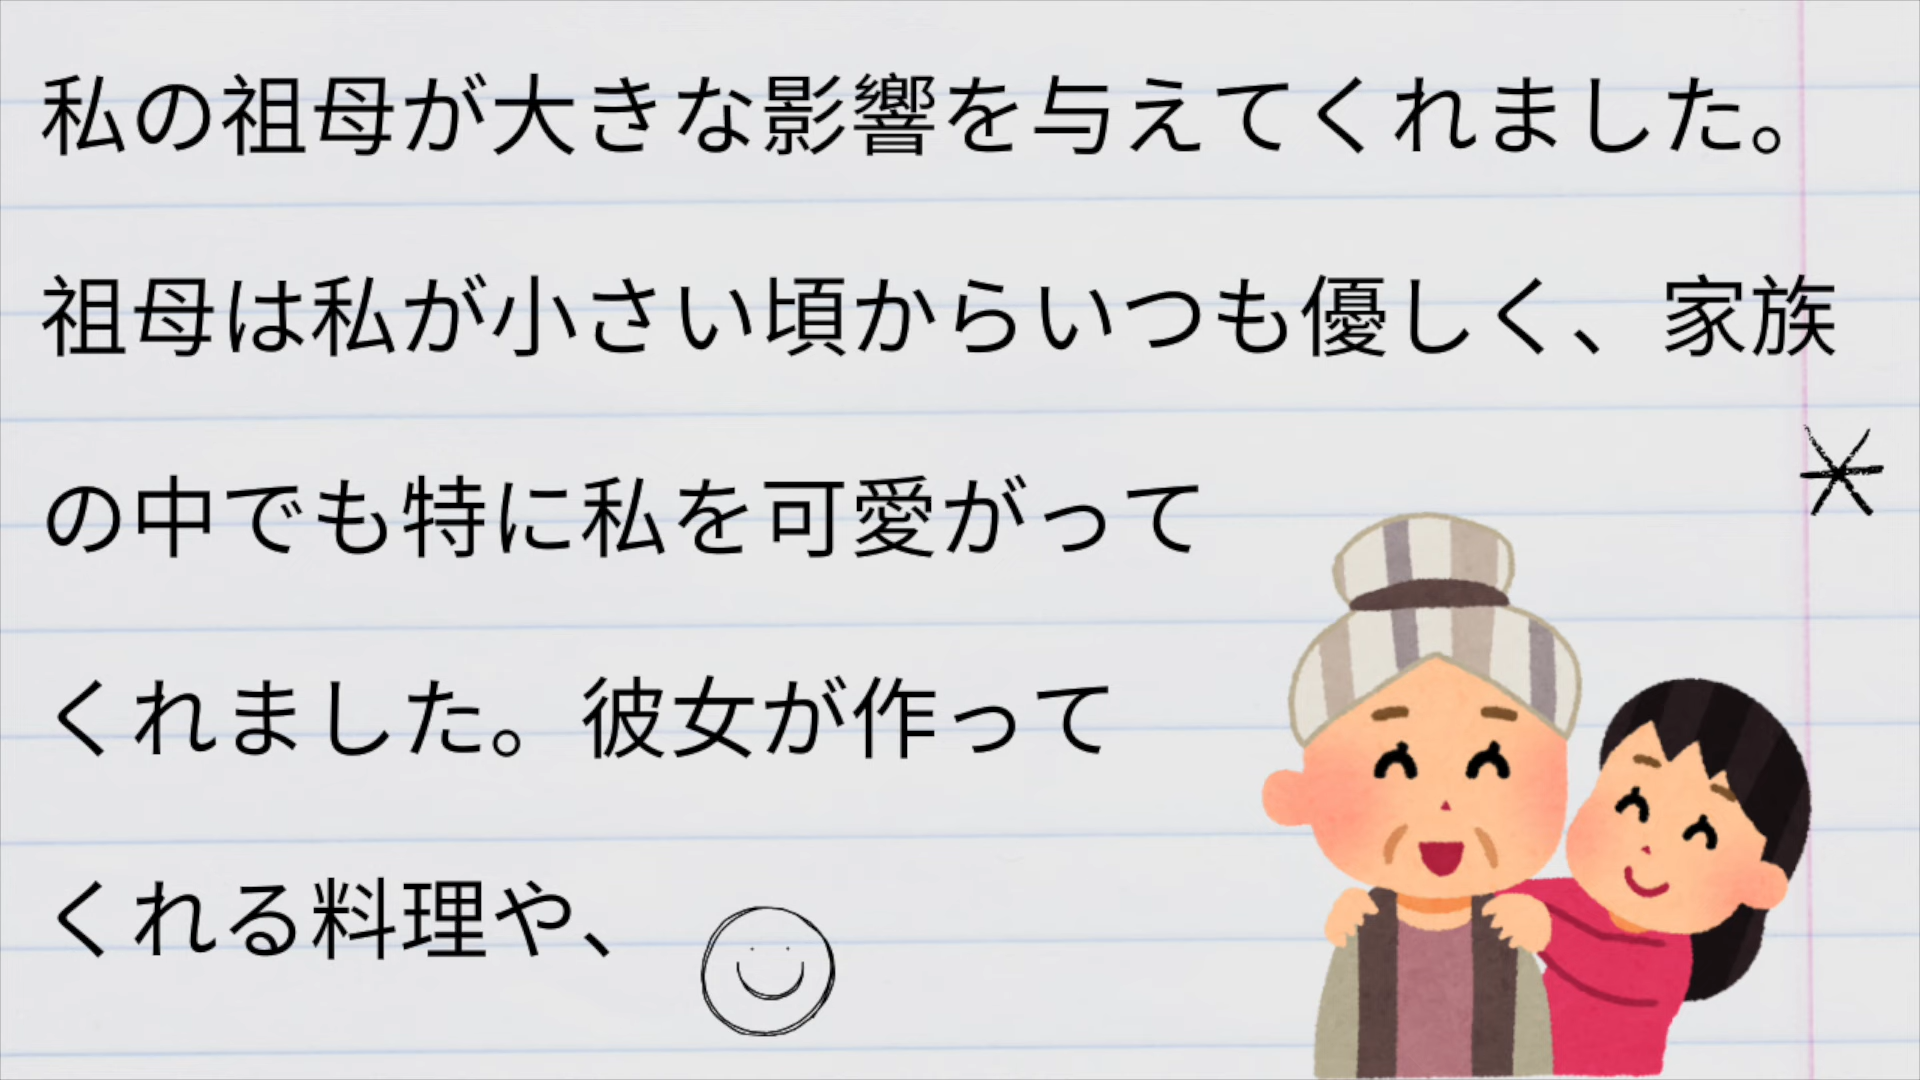 私の祖母が大きな影響を与えてくれました。
祖母は私が小さい頃からいつも優しく、家族
の中でも特に私を可愛がって
くれました。彼女が作って
くれる料理や、